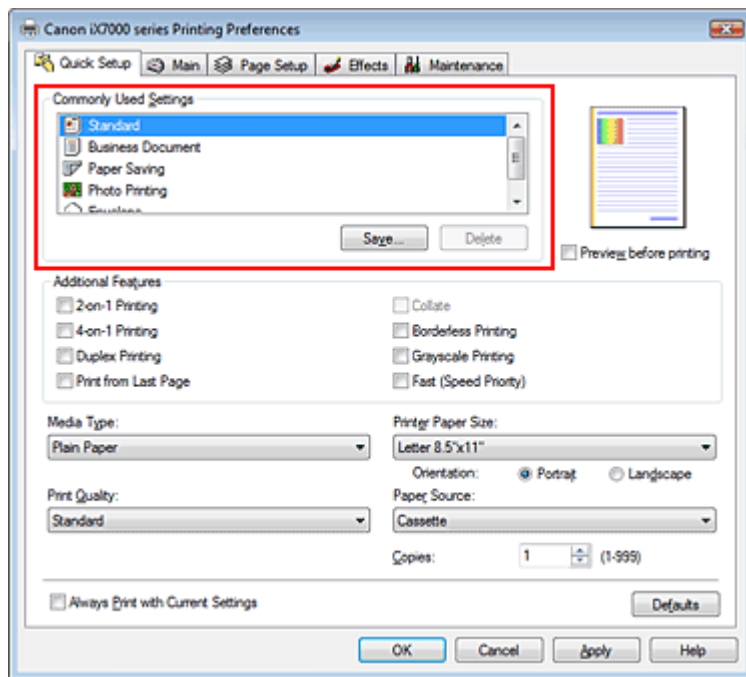 Canon iX7000 series Printing Preferences
Quick Setup Main Page Setup Effects Maintenance
Commonly Used Settings
Standard
Business Document
Paper Saving
Photo Printing
Envelope
Save... Delete
Preview before printing
Additional Features
2-on-1 Printing
4-on-1 Printing
Duplex Printing
Print from Last Page
Collate
Borderless Printing
Grayscale Printing
Fast (Speed Priority)
Media Type:
Plain Paper
Printer Paper Size:
Letter 8.5"x11"
Orientation: Portrait Landscape
Print Quality:
Standard
Paper Source:
Cassette
Copies: 1 (1-999)
Always Print with Current Settings
Defaults
OK Cancel Apply Help